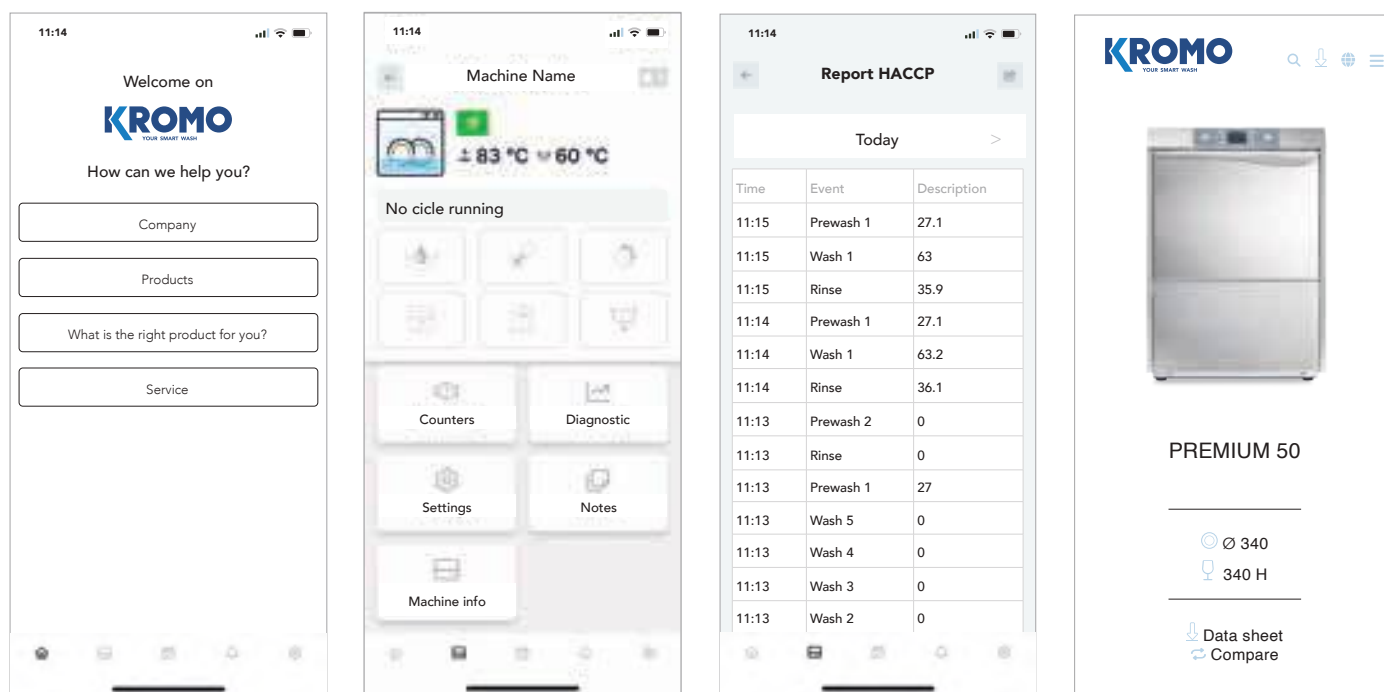 11:14
Welcome on
KROMO
YOUR SMART WASH
How can we help you?
Company
Products
What is the right product for you?
Service
11:14
Machine Name
83 °C 60 °C
No cicle running
Counters
Diagnostic
Settings
Notes
Machine info
11:14
Report HACCP
Today >
Time Event Description
11:15 Prewash 1 27.1
11:15 Wash 1 63
11:15 Rinse 35.9
11:14 Prewash 1 27.1
11:14 Wash 1 63.2
11:14 Rinse 36.1
11:13 Prewash 2 0
11:13 Rinse 0
11:13 Prewash 1 27
11:13 Wash 5 0
11:13 Wash 4 0
11:13 Wash 3 0
11:13 Wash 2 0
KROMO
YOUR SMART WASH
PREMIUM 50
Ø 340
340 H
Data sheet
Compare